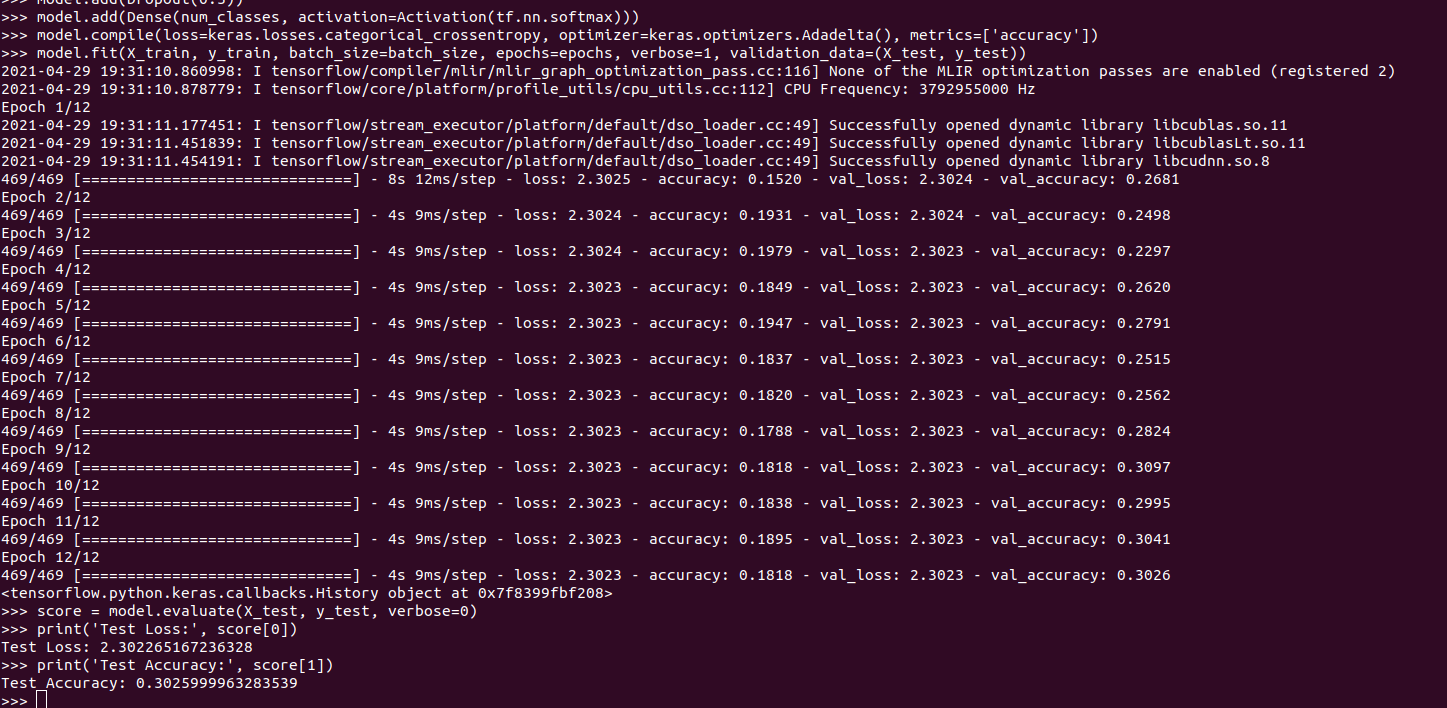 >>> model.add(Dropout(0.5))
>>> model.add(Dense(num_classes, activation=Activation(tf.nn.softmax)))
>>> model.compile(loss=keras.losses.categorical_crossentropy, optimizer=keras.optimizers.Adadelta(), metrics=['accuracy'])
>>> model.fit(X_train, y_train, batch_size=batch_size, epochs=epochs, verbose=1, validation_data=(X_test, y_test))
2021-04-29 19:31:10.860998: I tensorflow/compiler/mlir/mlir_graph_optimization_pass.cc:116] None of the MLIR optimization passes are enabled (registered 2)
2021-04-29 19:31:10.878779: I tensorflow/core/platform/profile_utils/cpu_utils.cc:112] CPU Frequency: 3792955000 Hz
Epoch 1/12
2021-04-29 19:31:11.177451: I tensorflow/stream_executor/platform/default/dso_loader.cc:49] Successfully opened dynamic library libcublas.so.11
2021-04-29 19:31:11.451839: I tensorflow/stream_executor/platform/default/dso_loader.cc:49] Successfully opened dynamic library libcublasLt.so.11
2021-04-29 19:31:11.454191: I tensorflow/stream_executor/platform/default/dso_loader.cc:49] Successfully opened dynamic library libcudnn.so.8
469/469 [==============================] - 8s 12ms/step - loss: 2.3025 - accuracy: 0.1520 - val_loss: 2.3024 - val_accuracy: 0.2681
Epoch 2/12
469/469 [==============================] - 4s 9ms/step - loss: 2.3024 - accuracy: 0.1931 - val_loss: 2.3024 - val_accuracy: 0.2498
Epoch 3/12
469/469 [==============================] - 4s 9ms/step - loss: 2.3024 - accuracy: 0.1979 - val_loss: 2.3023 - val_accuracy: 0.2297
Epoch 4/12
469/469 [==============================] - 4s 9ms/step - loss: 2.3023 - accuracy: 0.1849 - val_loss: 2.3023 - val_accuracy: 0.2620
Epoch 5/12
469/469 [==============================] - 4s 9ms/step - loss: 2.3023 - accuracy: 0.1947 - val_loss: 2.3023 - val_accuracy: 0.2791
Epoch 6/12
469/469 [==============================] - 4s 9ms/step - loss: 2.3023 - accuracy: 0.1837 - val_loss: 2.3023 - val_accuracy: 0.2515
Epoch 7/12
469/469 [==============================] - 4s 9ms/step - loss: 2.3023 - accuracy: 0.1820 - val_loss: 2.3023 - val_accuracy: 0.2562
Epoch 8/12
469/469 [==============================] - 4s 9ms/step - loss: 2.3023 - accuracy: 0.1788 - val_loss: 2.3023 - val_accuracy: 0.2824
Epoch 9/12
469/469 [==============================] - 4s 9ms/step - loss: 2.3023 - accuracy: 0.1818 - val_loss: 2.3023 - val_accuracy: 0.3097
Epoch 10/12
469/469 [==============================] - 4s 9ms/step - loss: 2.3023 - accuracy: 0.1838 - val_loss: 2.3023 - val_accuracy: 0.2995
Epoch 11/12
469/469 [==============================] - 4s 9ms/step - loss: 2.3023 - accuracy: 0.1895 - val_loss: 2.3023 - val_accuracy: 0.3041
Epoch 12/12
469/469 [==============================] - 4s 9ms/step - loss: 2.3023 - accuracy: 0.1818 - val_loss: 2.3023 - val_accuracy: 0.3026
<tensorflow.python.keras.callbacks.History object at 0x7f8399fbf208>
>>> score = model.evaluate(X_test, y_test, verbose=0)
>>> print('Test Loss:', score[0])
Test Loss: 2.302265167236328
>>> print('Test Accuracy:', score[1])
Test Accuracy: 0.3025999963283539
>>>